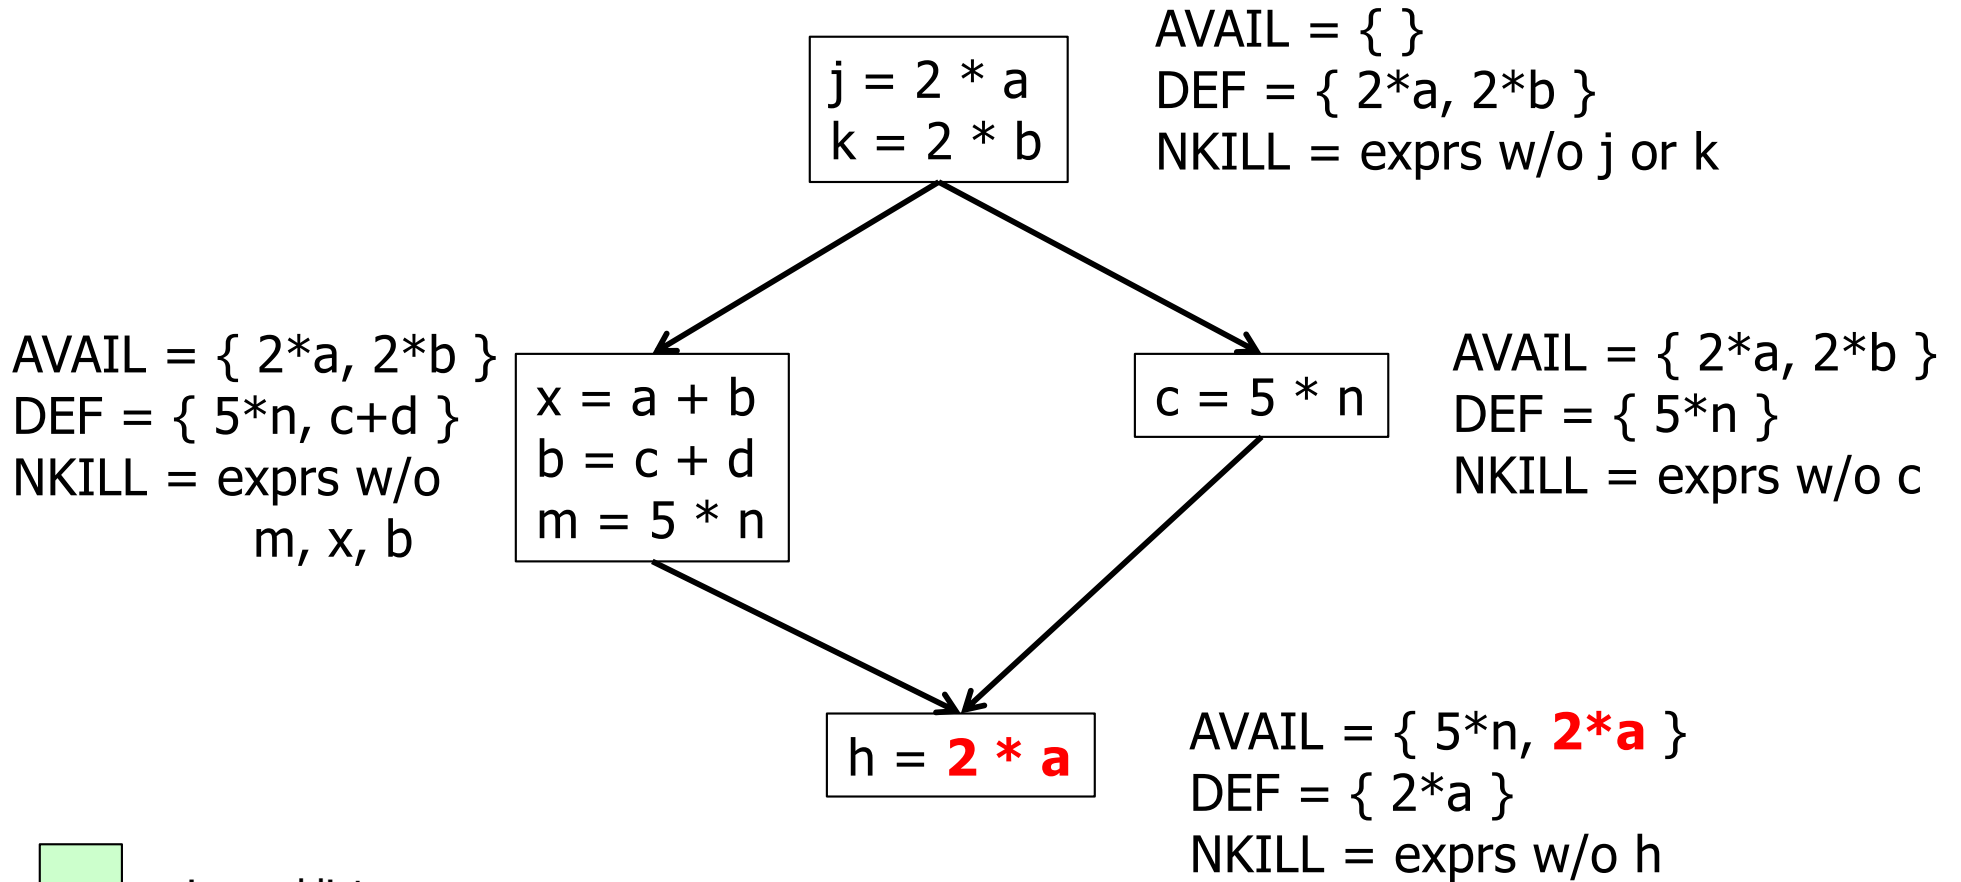 AVAIL = { }
DEF = { 2*a, 2*b }
NKILL = exprs w/o j or k
j = 2 * a
k = 2 * b
AVAIL = { 2*a, 2*b }
DEF = { 5*n, c+d }
NKILL = exprs w/o
m, x, b
x = a + b
b = c + d
m = 5 * n
c = 5 * n
AVAIL = { 2*a, 2*b }
DEF = { 5*n }
NKILL = exprs w/o c
h = 2 * a
AVAIL = { 5*n, 2*a }
DEF = { 2*a }
NKILL = exprs w/o h